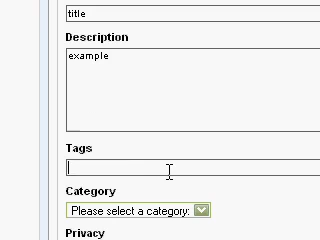 title
Description
example
Tags
Category
Please select a category:
Privacy